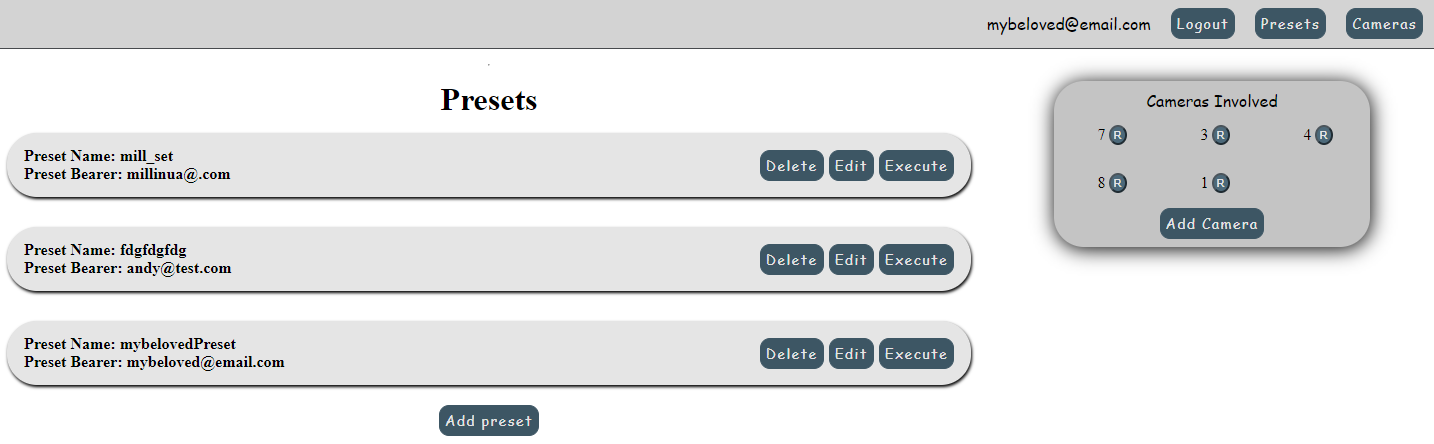 mybeloved@email.com Logout Presets Cameras
Presets
Preset Name: mill_set
Preset Bearer: millinua@.com
Delete Edit Execute
Preset Name: fdgfdgfdg
Preset Bearer: andy@test.com
Delete Edit Execute
Preset Name: mybelovedPreset
Preset Bearer: mybeloved@email.com
Delete Edit Execute
Add preset
Cameras Involved
7 R 3 R 4 R
8 R 1 R
Add Camera